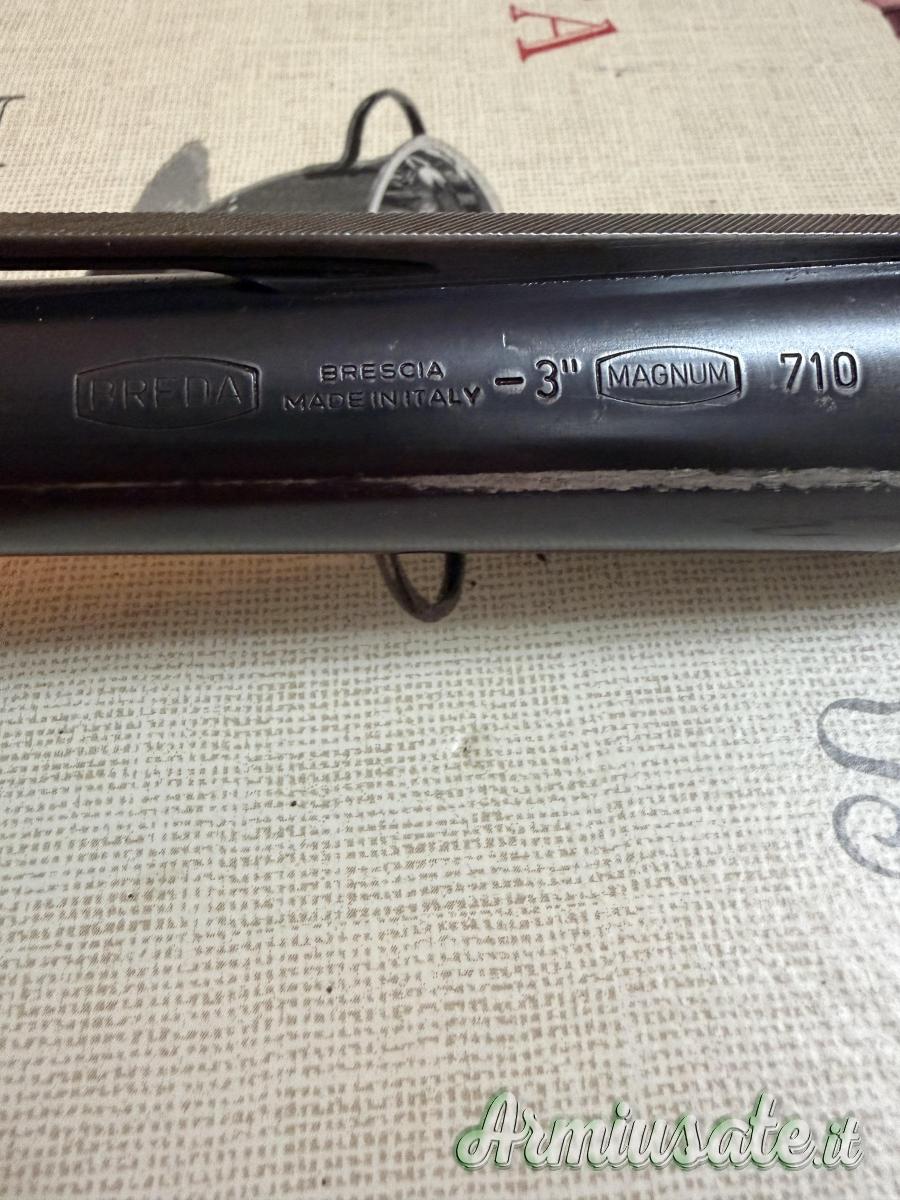 A
BREDA
BRESCIA
MADE IN ITALY
- 3" MAGNUM 710
Armiusate.it